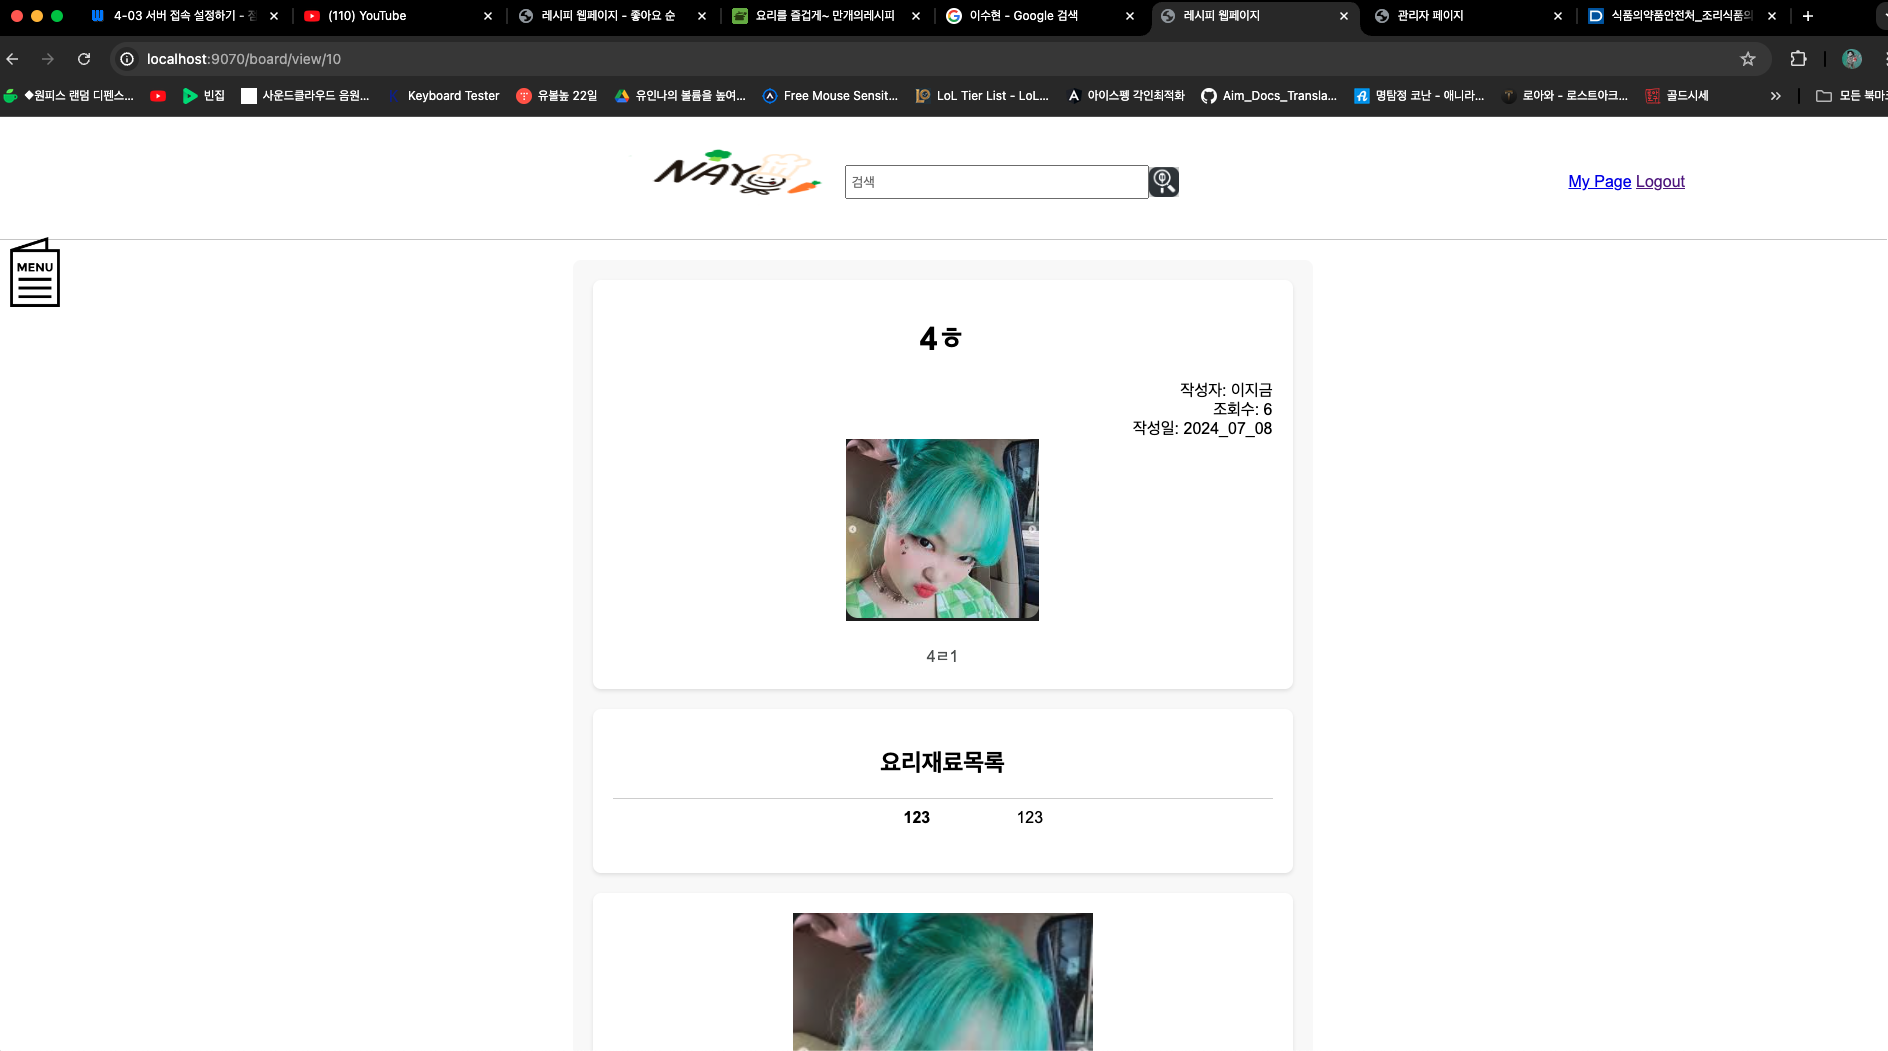 4-03 서버 접속 설정하기 - 점
(110) YouTube
레시피 웹페이지 - 좋아요 순
요리를 즐겁게~ 만개의레시피
이수현 - Google 검색
레시피 웹페이지
관리자 페이지
식품의약품안전처_조리식품의
localhost:9070/board/view/10
◆원피스 랜덤 디펜스...
빈집
사운드클라우드 음원...
Keyboard Tester
유볼높 22일
유인나의 볼륨을 높여...
Free Mouse Sensit...
LoL Tier List - LoL...
아이스펭 각인최적화
Aim_Docs_Transla...
명탐정 코난 - 애니라...
로아와 - 로스트아크...
골드시세
모든 북마크
NAYO
검색
My Page Logout
MENU
4ㅎ
작성자: 이지금
조회수: 6
작성일: 2024_07_08
4ㄹ1
요리재료목록
123 123